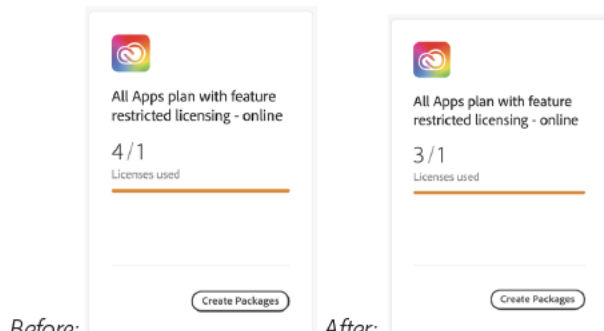 All Apps plan with feature
restricted licensing - online
4/1
Licenses used
Create Packages
Before:
All Apps plan with feature
restricted licensing - online
3/1
Licenses used
Create Packages
After: